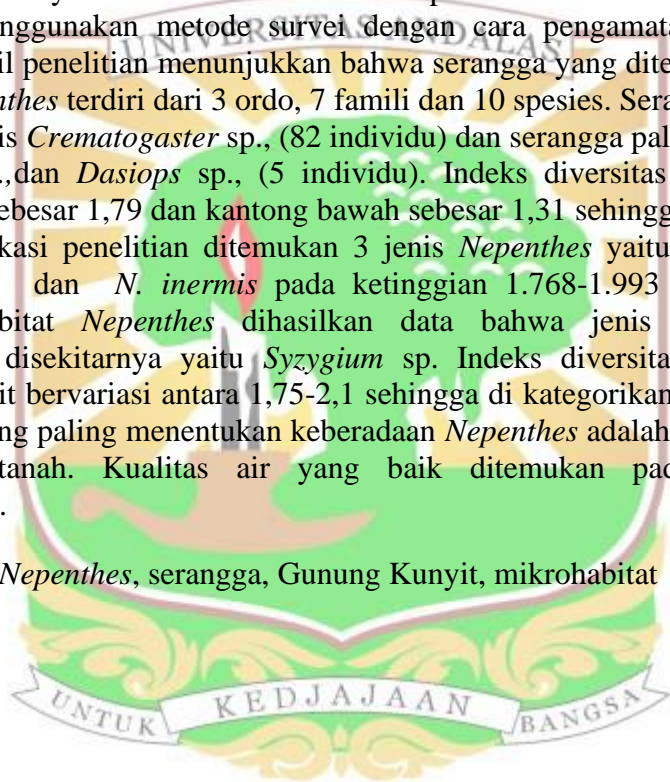 nggunakan metode survei dengan cara pengamata
UNIVERSITAS ANDALAS
il penelitian menunjukkan bahwa serangga yang dite
nthes terdiri dari 3 ordo, 7 famili dan 10 spesies. Sera
is Crematogaster sp., (82 individu) dan serangga pal
.,dan Dasiops sp., (5 individu). Indeks diversitas
ebesar 1,79 dan kantong bawah sebesar 1,31 sehingg
kasi penelitian ditemukan 3 jenis Nepenthes yaitu
dan N. inermis pada ketinggian 1.768-1.993
bitat Nepenthes dihasilkan data bahwa jenis
disekitarnya yaitu Syzygium sp. Indeks diversita
it bervariasi antara 1,75-2,1 sehingga di kategorikan
ng paling menentukan keberadaan Nepenthes adalah
tanah. Kualitas air yang baik ditemukan pad
.
Nepenthes, serangga, Gunung Kunyit, mikrohabitat
UNTUK KEDJAJAAN BANGSA